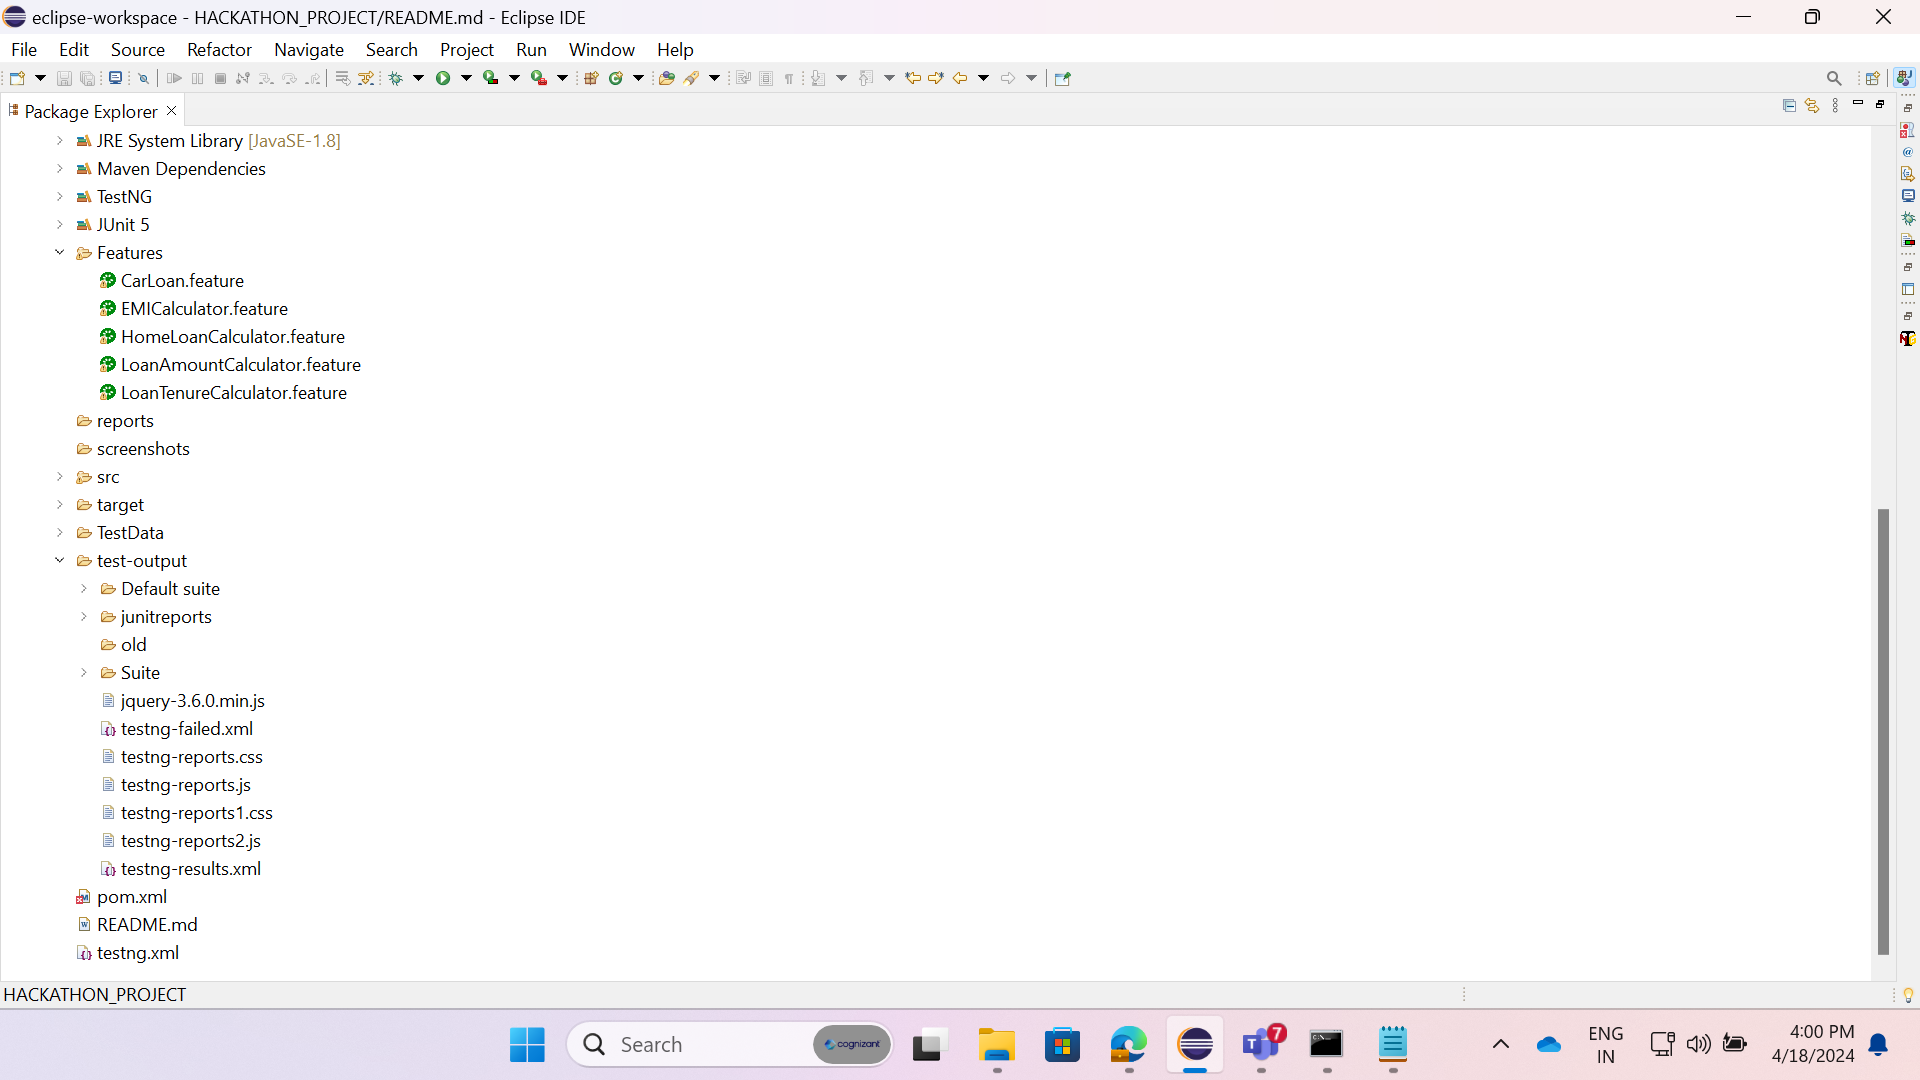 eclipse-workspace - HACKATHON_PROJECT/README.md - Eclipse IDE
File Edit Source Refactor Navigate Search Project Run Window Help
Package Explorer
JRE System Library [JavaSE-1.8]
Maven Dependencies
TestNG
JUnit 5
Features
CarLoan.feature
EMICalculator.feature
HomeLoanCalculator.feature
LoanAmountCalculator.feature
LoanTenureCalculator.feature
reports
screenshots
src
target
TestData
test-output
Default suite
junitreports
old
Suite
jquery-3.6.0.min.js
testng-failed.xml
testng-reports.css
testng-reports.js
testng-reports1.css
testng-reports2.js
testng-results.xml
pom.xml
README.md
testng.xml
HACKATHON_PROJECT
Search
cognizant
7
ENG
IN
4:00 PM
4/18/2024